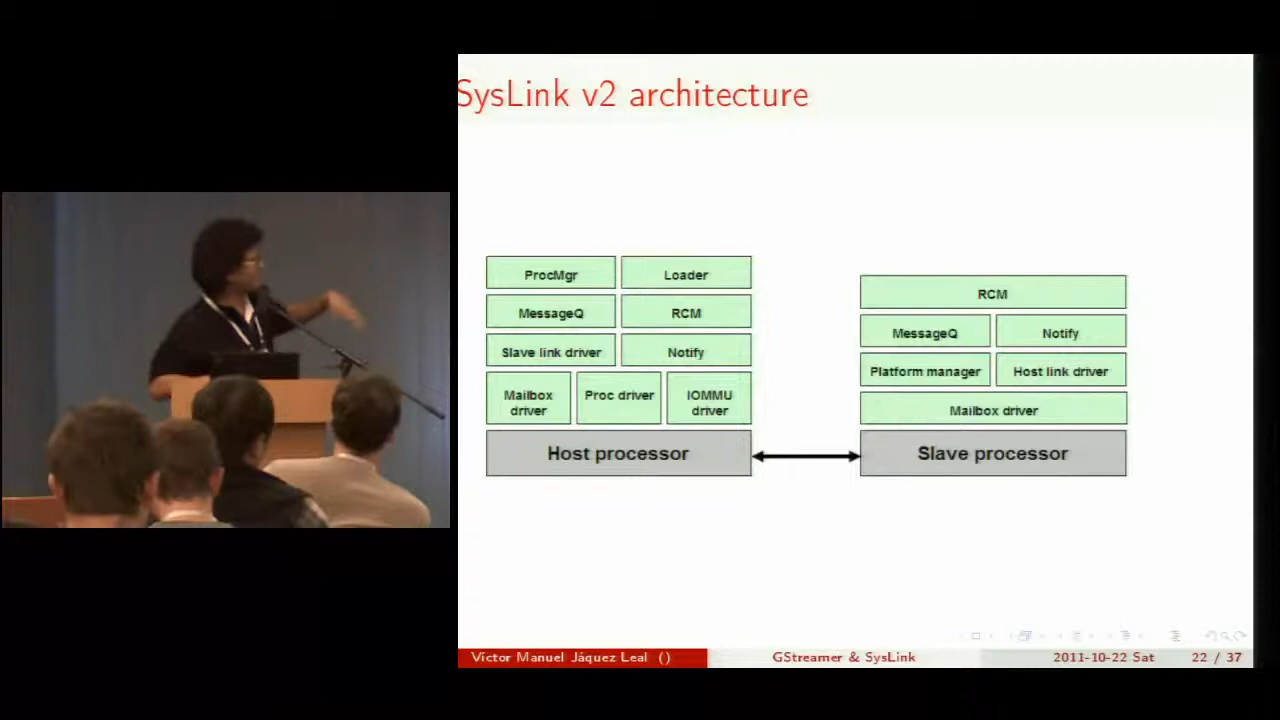 SysLink v2 architecture
ProcMgr
Loader
MessageQ
RCM
Slave link driver
Notify
Mailbox
driver
Proc driver
IOMMU
driver
Host processor
RCM
MessageQ
Notify
Platform manager
Host link driver
Mailbox driver
Slave processor
Víctor Manuel Jáquez Leal ()
GStreamer & SysLink
2011-10-22 Sat
22 / 37